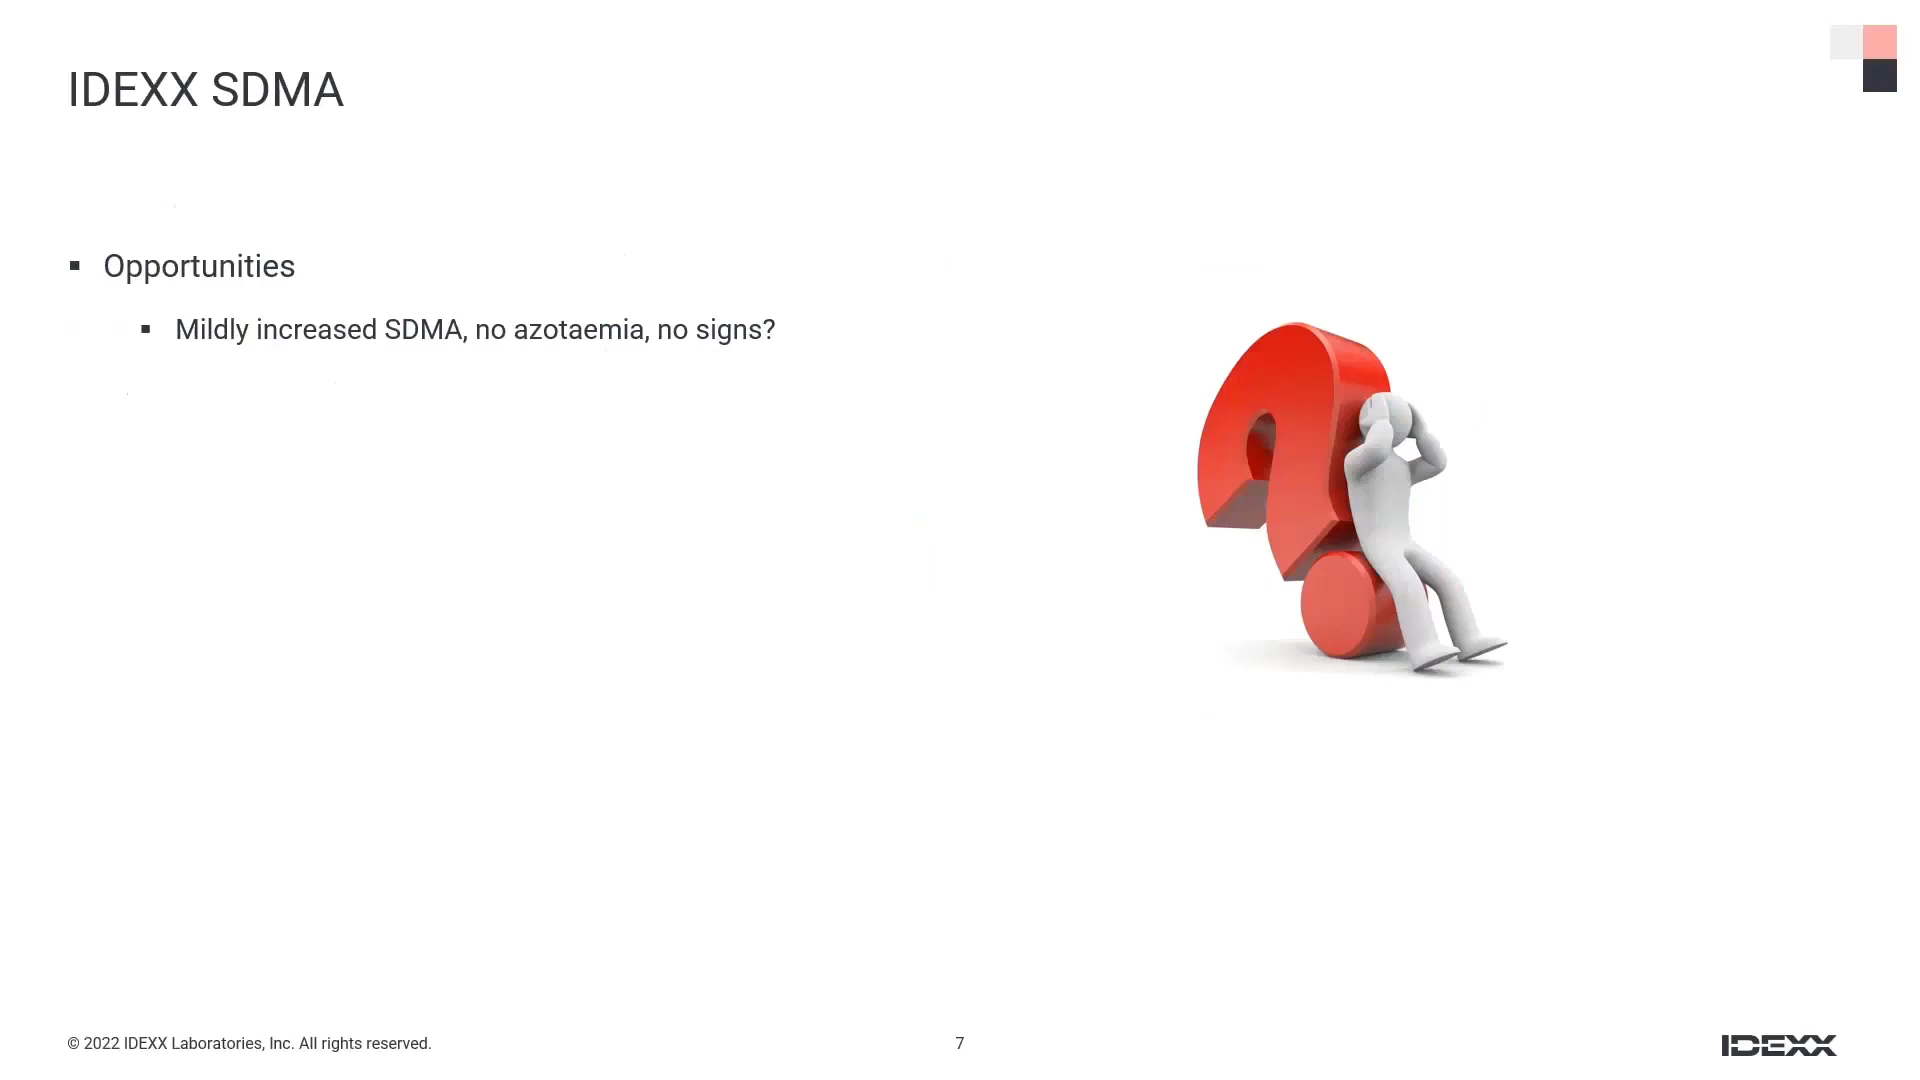 IDEXX SDMA
▪ Opportunities
▪ Mildly increased SDMA, no azotaemia, no signs?
© 2022 IDEXX Laboratories, Inc. All rights reserved.
7
IDEXX